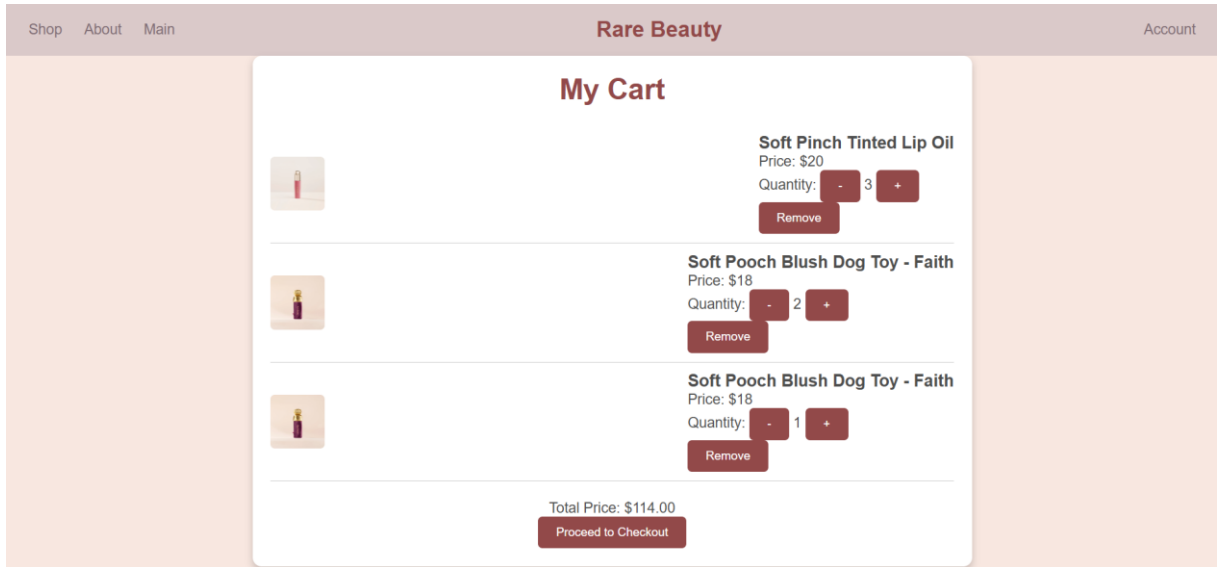 Shop About Main Rare Beauty Account
My Cart
Soft Pinch Tinted Lip Oil
Price: $20
Quantity: - 3 +
Remove
Soft Pooch Blush Dog Toy - Faith
Price: $18
Quantity: - 2 +
Remove
Soft Pooch Blush Dog Toy - Faith
Price: $18
Quantity: - 1 +
Remove
Total Price: $114.00
Proceed to Checkout